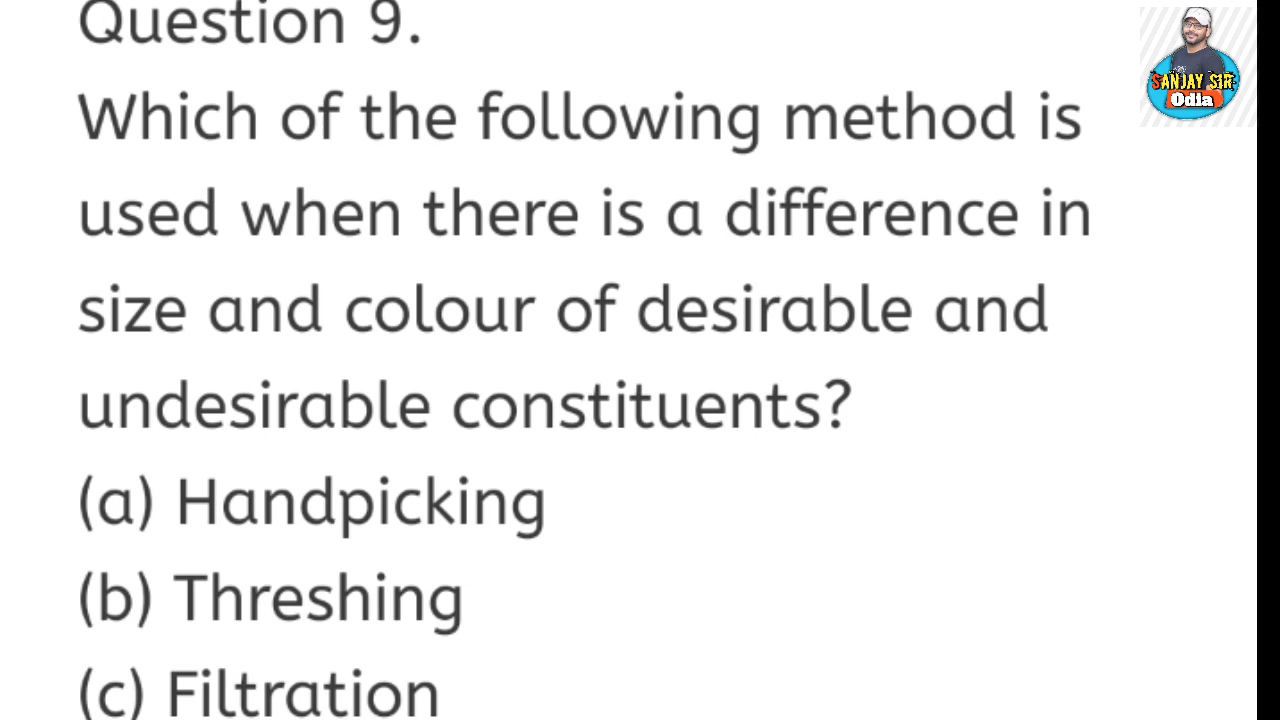 Question 9.
Which of the following method is
used when there is a difference in
size and colour of desirable and
undesirable constituents?
(a) Handpicking
(b) Threshing
(c) Filtration
SANJAY SIR
Odia